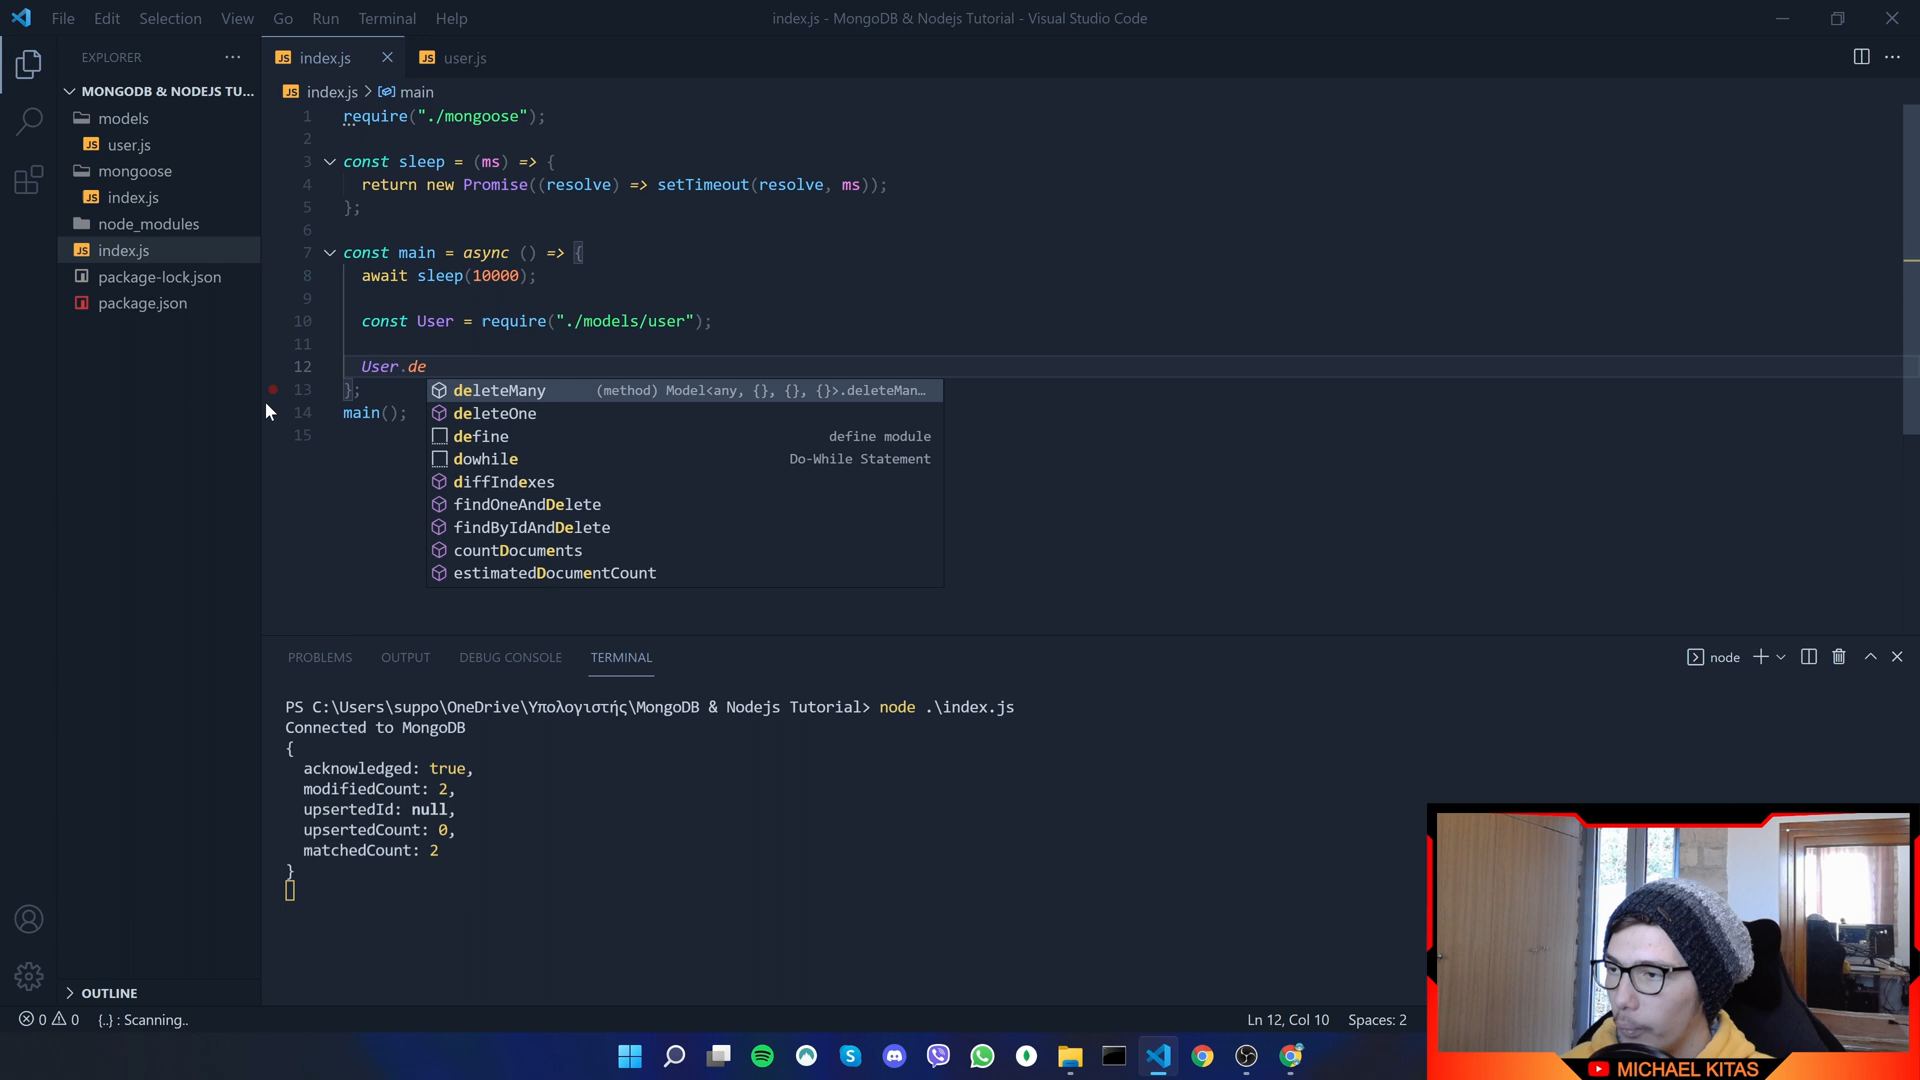 File Edit Selection View Go Run Terminal Help
index.js - MongoDB & Nodejs Tutorial - Visual Studio Code
EXPLORER
MONGODB & NODEJS TU...
models
user.js
mongoose
index.js
node_modules
index.js
package-lock.json
package.json
OUTLINE
index.js
user.js
index.js > main
1 require("./mongoose");
2
3 const sleep = (ms) => {
4 return new Promise((resolve) => setTimeout(resolve, ms));
5 };
6
7 const main = async () => {
8 await sleep(10000);
9
10 const User = require("./models/user");
11
12 User.de
13 };
14 main();
15
deleteMany (method) Model<any, {}, {}, {}>.deleteMan...
deleteOne
define define module
dowhile Do-While Statement
diffIndexes
findOneAndDelete
findByIdAndDelete
countDocuments
estimatedDocumentCount
PROBLEMS OUTPUT DEBUG CONSOLE TERMINAL
node
PS C:\Users\suppo\OneDrive\Υπολογιστής\MongoDB & Nodejs Tutorial> node .\index.js
Connected to MongoDB
{
acknowledged: true,
modifiedCount: 2,
upsertedId: null,
upsertedCount: 0,
matchedCount: 2
}
0 0 {..} : Scanning..
Ln 12, Col 10 Spaces: 2
MICHAEL KITAS